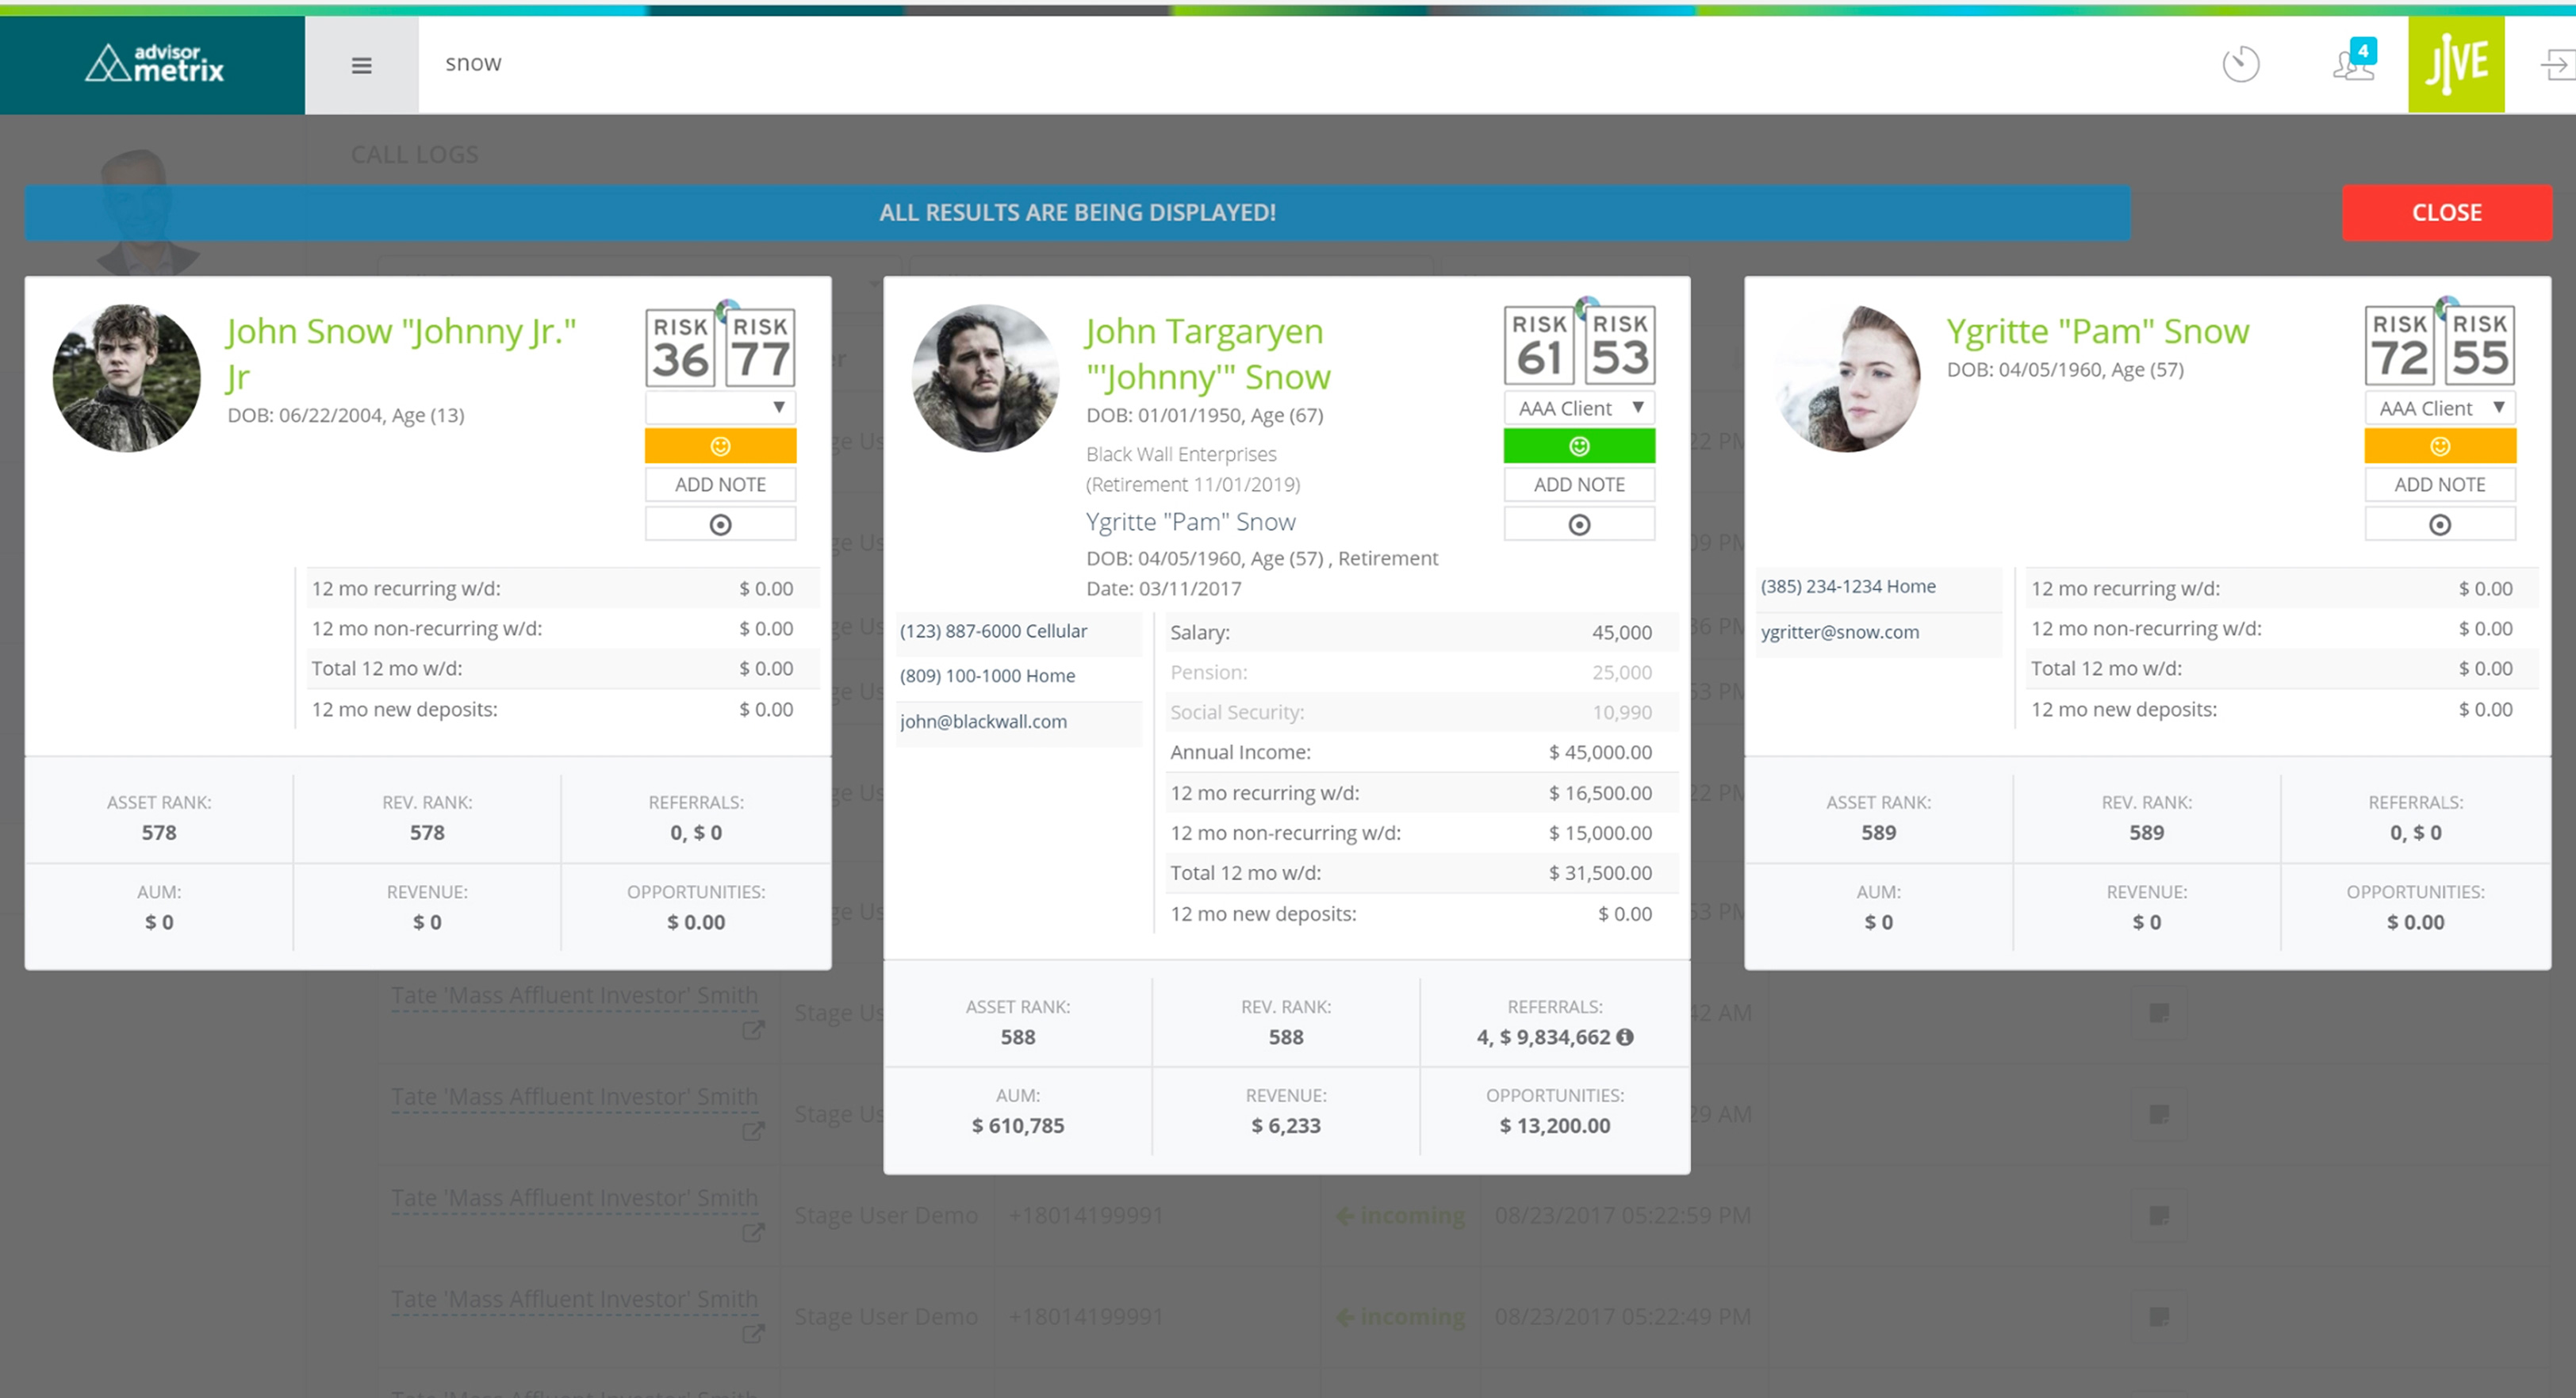 advisor
metrix
snow
4
JIVE
CALL LOGS
ALL RESULTS ARE BEING DISPLAYED!
CLOSE
John Snow "Johnny Jr."
Jr
DOB: 06/22/2004, Age (13)
RISK 36
RISK 77
ADD NOTE
12 mo recurring w/d: $ 0.00
12 mo non-recurring w/d: $ 0.00
Total 12 mo w/d: $ 0.00
12 mo new deposits: $ 0.00
ASSET RANK: REV. RANK: REFERRALS:
578 578 0, $ 0
AUM: REVENUE: OPPORTUNITIES:
$ 0 $ 0 $ 0.00
John Targaryen
"'Johnny'" Snow
DOB: 01/01/1950, Age (67)
Black Wall Enterprises
(Retirement 11/01/2019)
Ygritte "Pam" Snow
DOB: 04/05/1960, Age (57) , Retirement
Date: 03/11/2017
RISK 61
RISK 53
AAA Client
ADD NOTE
(123) 887-6000 Cellular
(809) 100-1000 Home
john@blackwall.com
Salary: 45,000
Pension: 25,000
Social Security: 10,990
Annual Income: $ 45,000.00
12 mo recurring w/d: $ 16,500.00
12 mo non-recurring w/d: $ 15,000.00
Total 12 mo w/d: $ 31,500.00
12 mo new deposits: $ 0.00
ASSET RANK: REV. RANK: REFERRALS:
588 588 4, $ 9,834,662
AUM: REVENUE: OPPORTUNITIES:
$ 610,785 $ 6,233 $ 13,200.00
Ygritte "Pam" Snow
DOB: 04/05/1960, Age (57)
RISK 72
RISK 55
AAA Client
ADD NOTE
(385) 234-1234 Home
ygritter@snow.com
12 mo recurring w/d: $ 0.00
12 mo non-recurring w/d: $ 0.00
Total 12 mo w/d: $ 0.00
12 mo new deposits: $ 0.00
ASSET RANK: REV. RANK: REFERRALS:
589 589 0, $ 0
AUM: REVENUE: OPPORTUNITIES:
$ 0 $ 0 $ 0.00
Tate 'Mass Affluent Investor' Smith Stage Us 42 AM
Tate 'Mass Affluent Investor' Smith Stage Us 29 AM
Tate 'Mass Affluent Investor' Smith Stage User Demo +18014199991 incoming 08/23/2017 05:22:59 PM
Tate 'Mass Affluent Investor' Smith Stage User Demo +18014199991 incoming 08/23/2017 05:22:49 PM